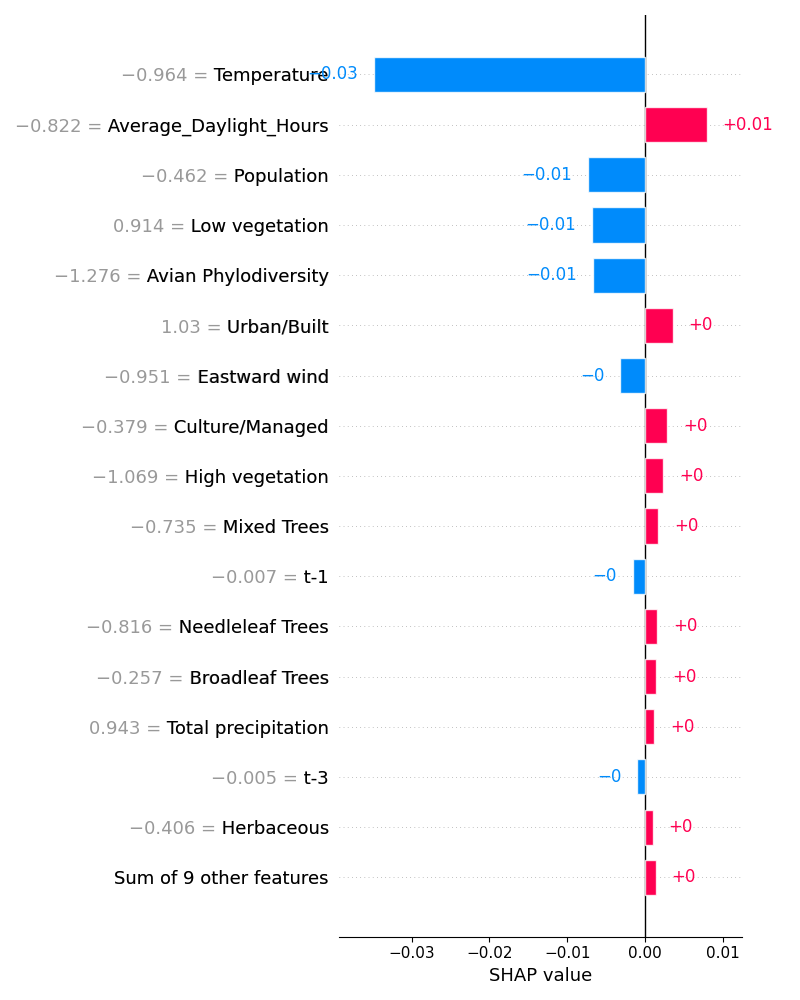 −0.964 = Temperature −0.03
−0.822 = Average_Daylight_Hours +0.01
−0.462 = Population −0.01
0.914 = Low vegetation −0.01
−1.276 = Avian Phylodiversity −0.01
1.03 = Urban/Built +0
−0.951 = Eastward wind −0
−0.379 = Culture/Managed +0
−1.069 = High vegetation +0
−0.735 = Mixed Trees +0
−0.007 = t-1 −0
−0.816 = Needleleaf Trees +0
−0.257 = Broadleaf Trees +0
0.943 = Total precipitation +0
−0.005 = t-3 −0
−0.406 = Herbaceous +0
Sum of 9 other features +0
−0.03 −0.02 −0.01 0.00 0.01
SHAP value